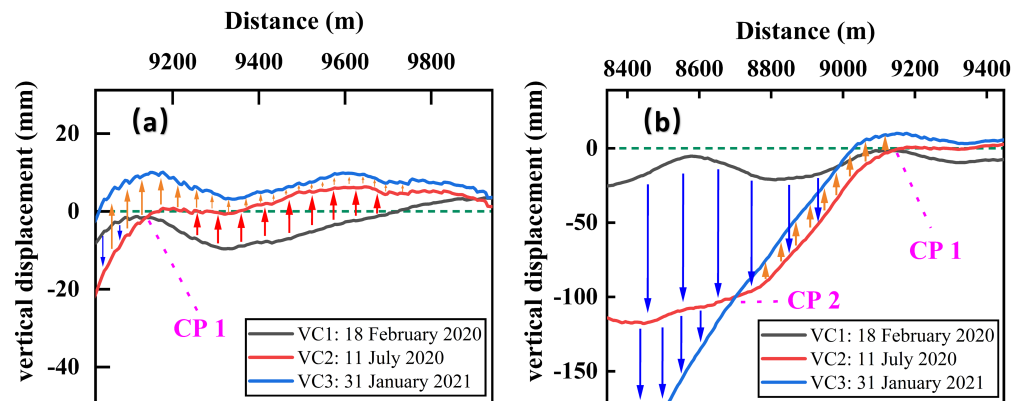 Distance (m)
9200 9400 9600 9800
vertical displacement (mm)
20
0
-20
-40
(a)
CP 1
VC1: 18 February 2020
VC2: 11 July 2020
VC3: 31 January 2021
Distance (m)
8400 8600 8800 9000 9200 9400
vertical displacement (mm)
0
-50
-100
-150
(b)
CP 1
CP 2
VC1: 18 February 2020
VC2: 11 July 2020
VC3: 31 January 2021